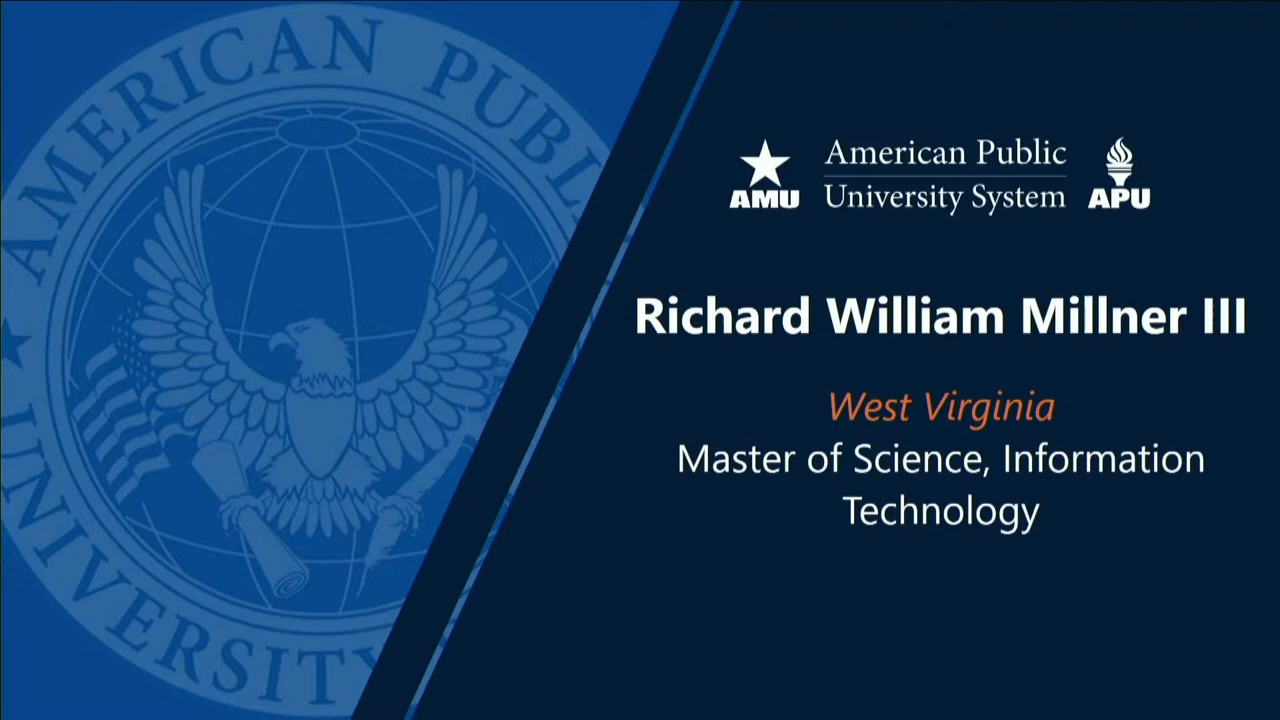 AMERICAN PUBLI
UNIVERSITY
American Public
AMU
University System
APU
Richard William Millner III
West Virginia
Master of Science, Information
Technology